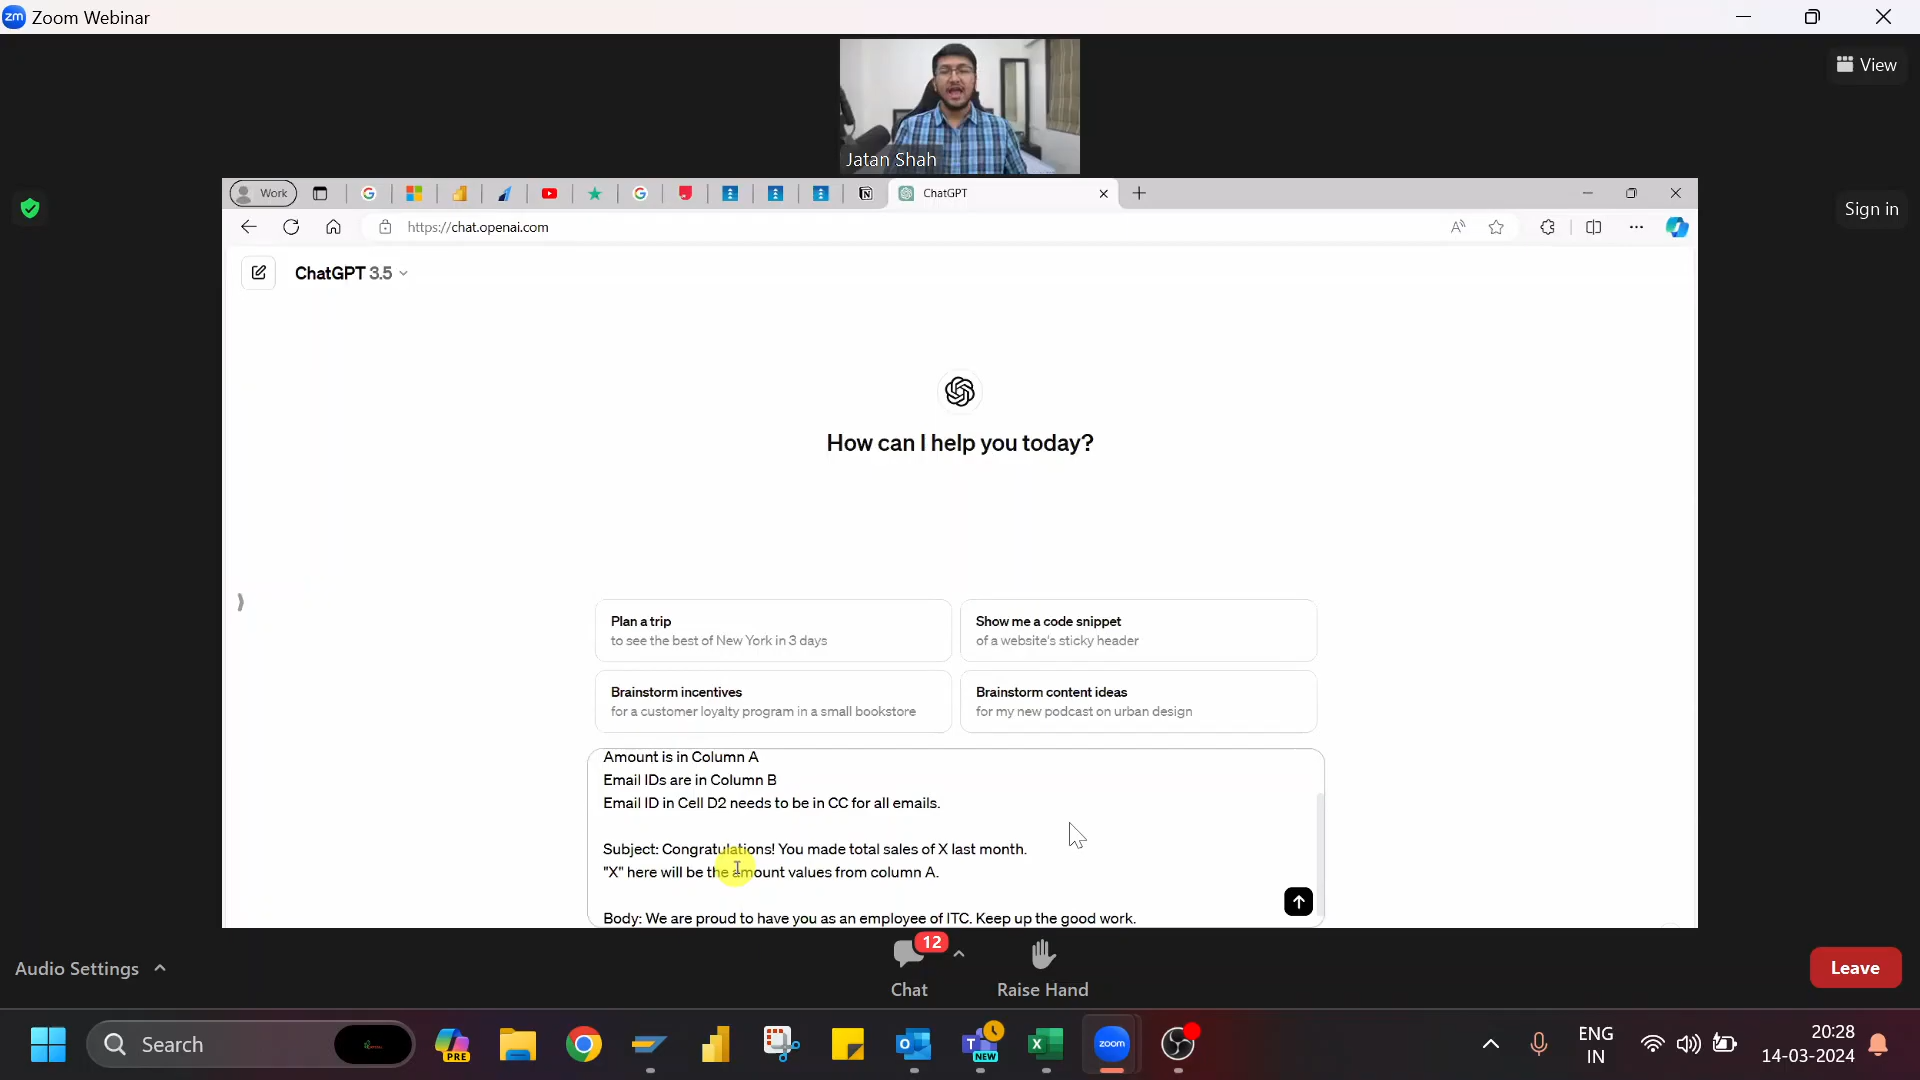 zm Zoom Webinar
View
Jatan Shah
Work
ChatGPT
Sign in
https://chat.openai.com
ChatGPT 3.5
How can I help you today?
Plan a trip
to see the best of New York in 3 days
Show me a code snippet
of a website's sticky header
Brainstorm incentives
for a customer loyalty program in a small bookstore
Brainstorm content ideas
for my new podcast on urban design
Amount is in Column A
Email IDs are in Column B
Email ID in Cell D2 needs to be in CC for all emails.
Subject: Congratulations! You made total sales of X last month.
"X" here will be the amount values from column A.
Body: We are proud to have you as an employee of ITC. Keep up the good work.
Audio Settings
12
Chat
Raise Hand
Leave
Search
PRE
NEW
zoom
ENG
IN
20:28
14-03-2024